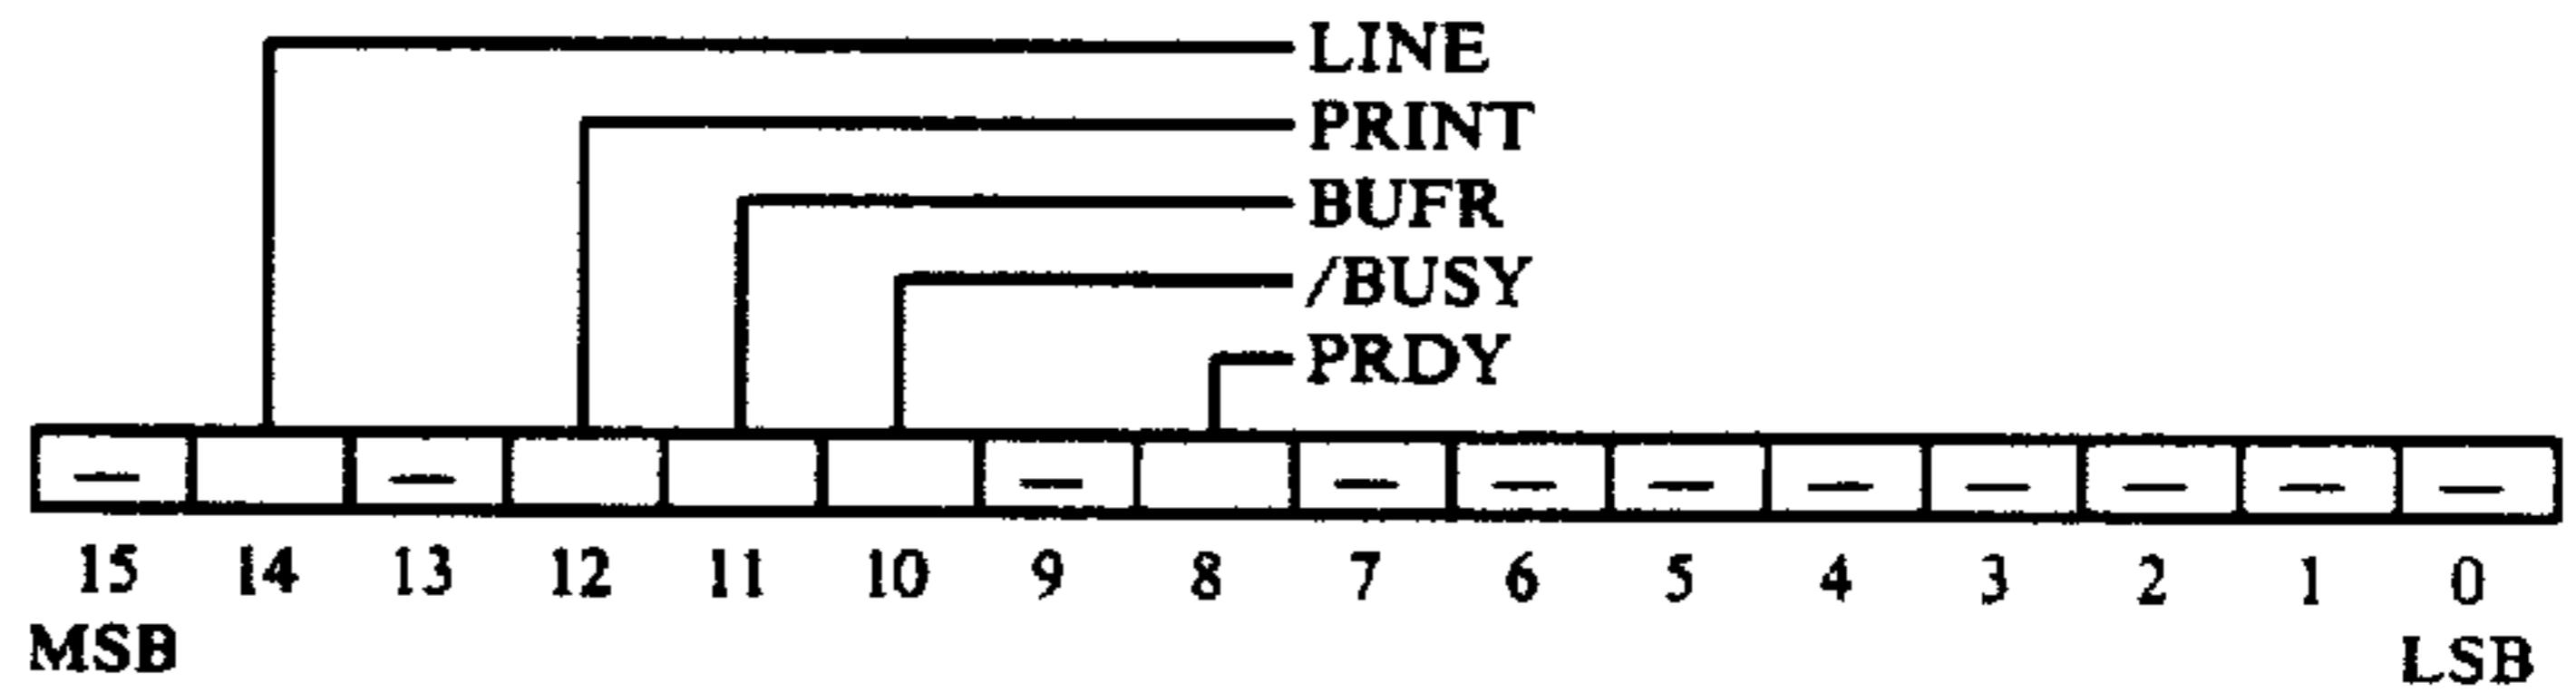 LINE
PRINT
BUFR
/BUSY
PRDY
— — — — — — — — — — —
15 14 13 12 11 10 9 8 7 6 5 4 3 2 1 0
MSB LSB